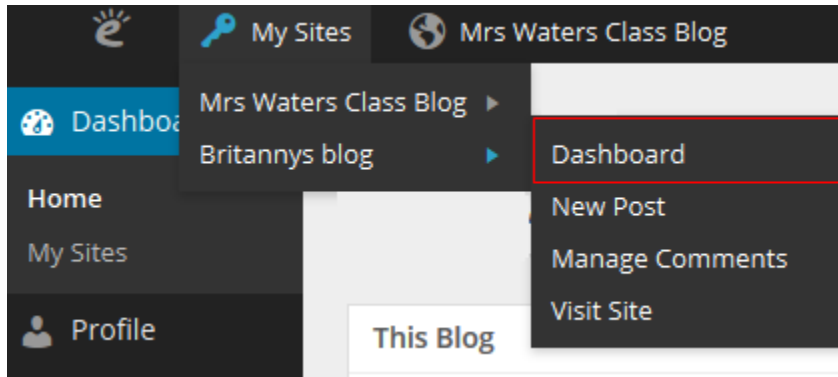 My Sites
Mrs Waters Class Blog
Mrs Waters Class Blog
Britannys blog
Dashboard
New Post
Manage Comments
Visit Site
Dashboa
Home
My Sites
Profile
This Blog